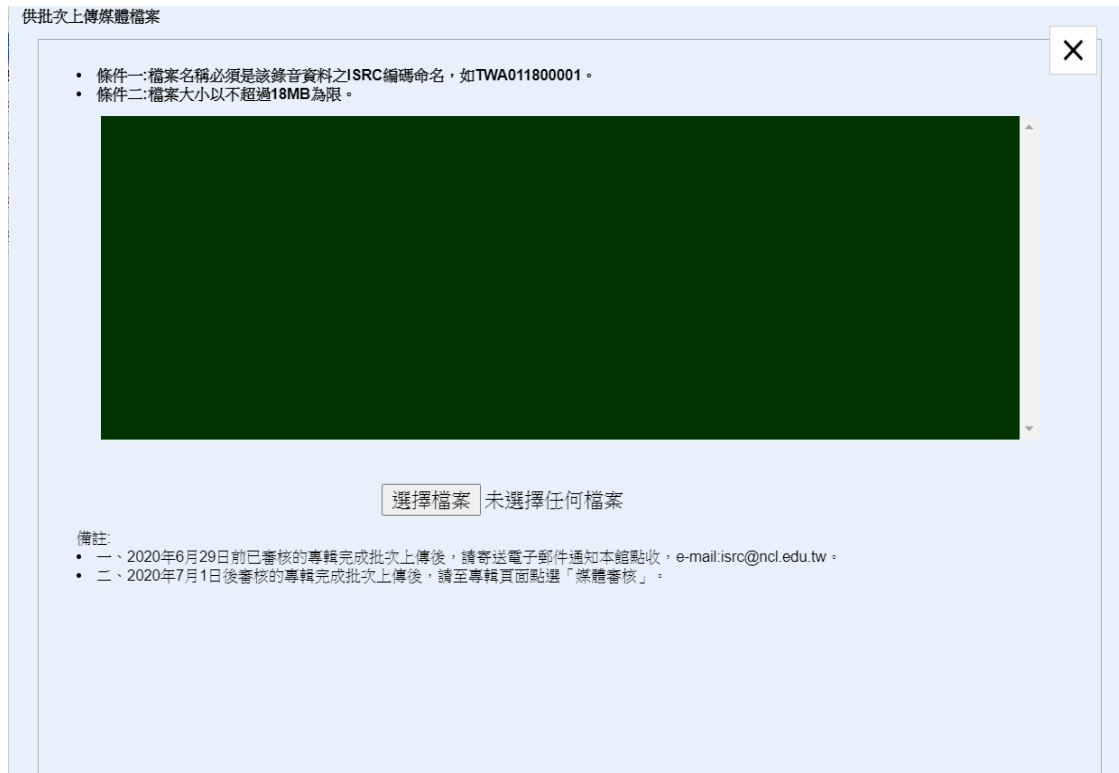 供批次上傳媒體檔案
• 條件一:檔案名稱必須是該錄音資料之ISRC編碼命名，如TWA011800001。
• 條件二:檔案大小以不超過18MB為限。
選擇檔案 未選擇任何檔案
備註:
• 一、2020年6月29日前已審核的專輯完成批次上傳後，請寄送電子郵件通知本館點收，e-mail:isrc@ncl.edu.tw。
• 二、2020年7月1日後審核的專輯完成批次上傳後，請至專輯頁面點選「媒體審核」。